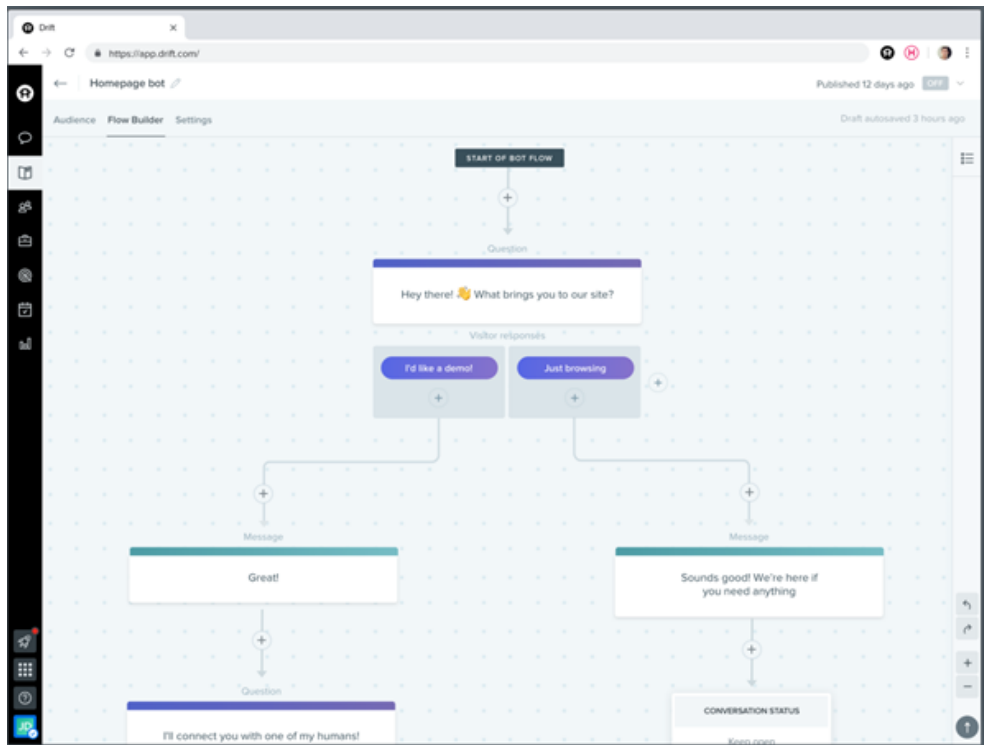 Drift
https://app.drift.com/
Homepage bot
Published 12 days ago OFF
Audience Flow Builder Settings
Draft autosaved 3 hours ago
START OF BOT FLOW
Question
Hey there! 👋 What brings you to our site?
Visitor responses
I'd like a demo! Just browsing
Message
Great!
Message
Sounds good! We're here if
you need anything
Question
I'll connect you with one of my humans!
CONVERSATION STATUS
Keep open
JD